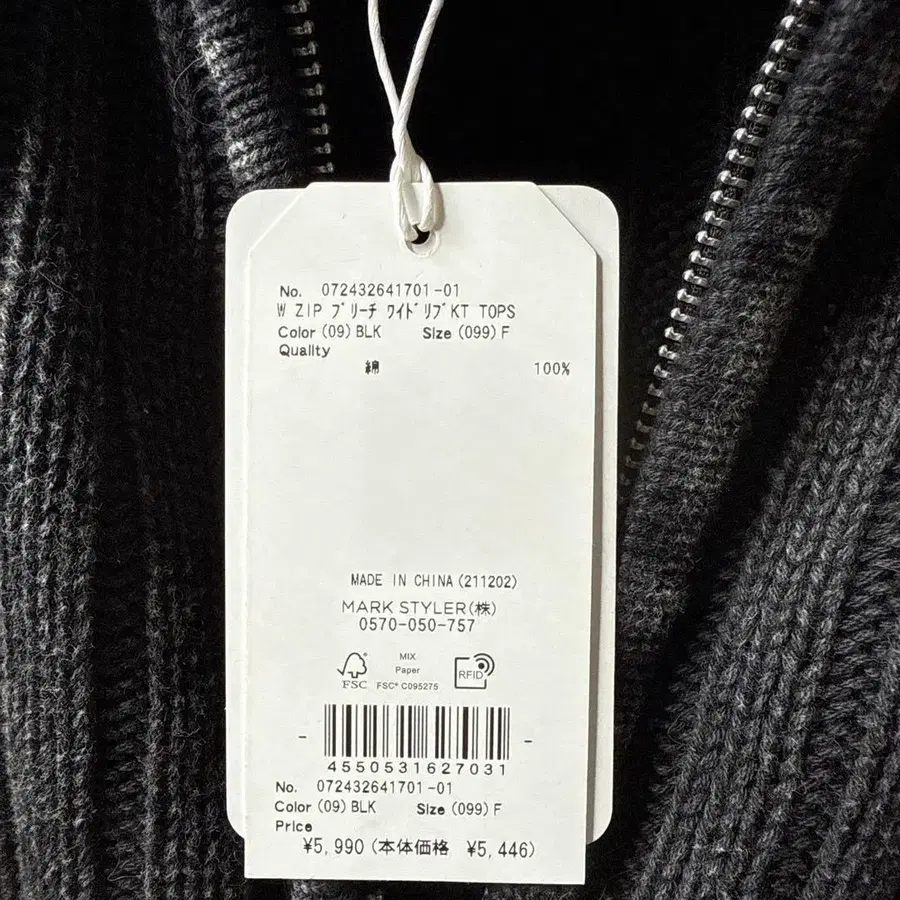 No. 072432641701-01
W ZIP ﾌﾞﾘｰﾁ ﾜｲﾄﾞﾘﾌﾞKT TOPS
Color (09) BLK Size (099) F
Quality
綿 100%
MADE IN CHINA (211202)
MARK STYLER(株)
0570-050-757
FSC
MIX
Paper
FSC® C095275
RFID
4550531627031
No. 072432641701-01
Color (09) BLK Size (099) F
Price
¥5,990 (本体価格 ¥5,446)